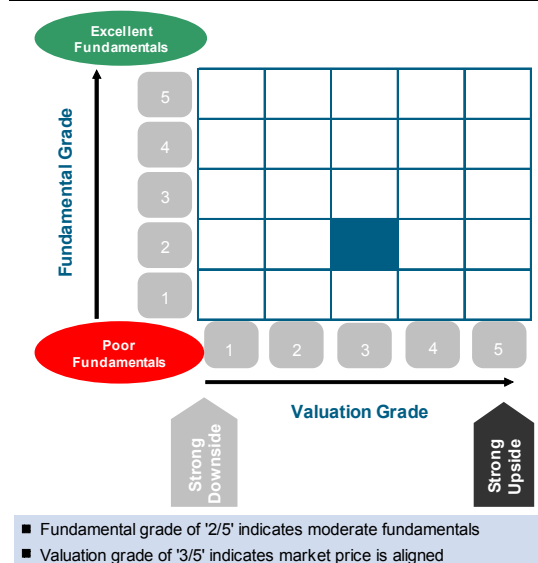 Excellent
Fundamentals
Fundamental Grade
5
4
3
2
1
Poor
Fundamentals
1 2 3 4 5
Valuation Grade
Strong
Downside
Strong
Upside
■ Fundamental grade of '2/5' indicates moderate fundamentals
■ Valuation grade of '3/5' indicates market price is aligned